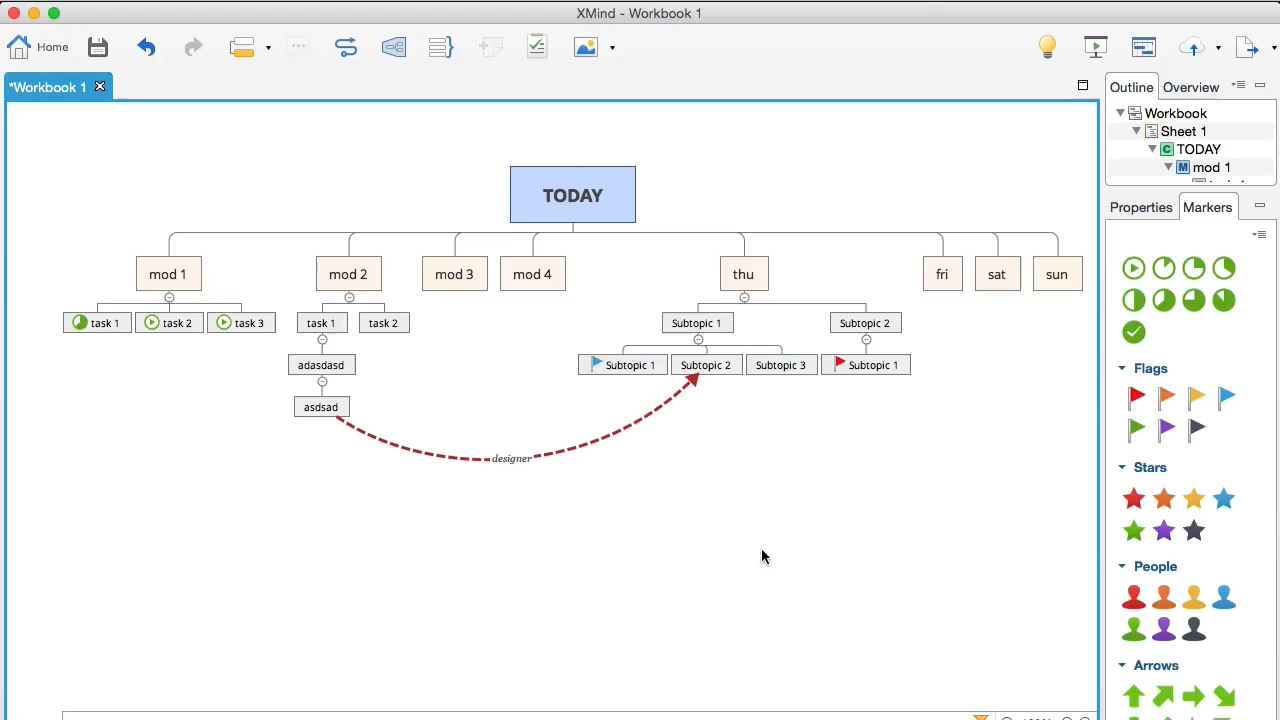 XMind - Workbook 1
Home
*Workbook 1
Outline Overview
Workbook
Sheet 1
C TODAY
M mod 1
Properties Markers
TODAY
mod 1 mod 2 mod 3 mod 4 thu fri sat sun
task 1 task 2 task 3 task 1 task 2 Subtopic 1 Subtopic 2
adasdasd Subtopic 1 Subtopic 2 Subtopic 3 Subtopic 1
asdsad
designer
Flags
Stars
People
Arrows